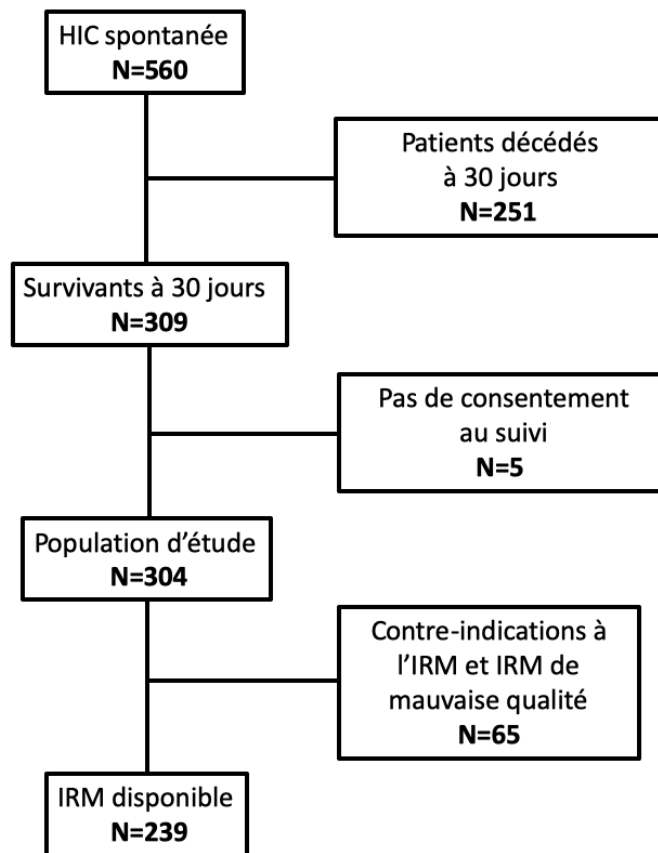 HIC spontanée
N=560
Patients décédés
à 30 jours
N=251
Survivants à 30 jours
N=309
Pas de consentement
au suivi
N=5
Population d'étude
N=304
Contre-indications à
l'IRM et IRM de
mauvaise qualité
N=65
IRM disponible
N=239